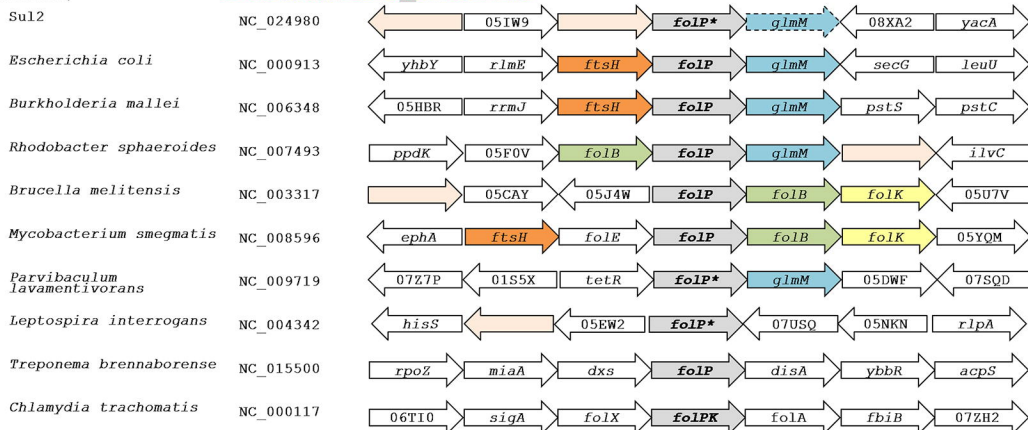 Sul2 NC_024980 05IW9 folP* glmM 08XA2 yacA
Escherichia coli NC_000913 yhbY rlmE ftsH folP glmM secG leuU
Burkholderia mallei NC_006348 05HBR rrmJ ftsH folP glmM pstS pstC
Rhodobacter sphaeroides NC_007493 ppdK 05F0V folB folP glmM ilvC
Brucella melitensis NC_003317 05CAY 05J4W folP folB folK 05U7V
Mycobacterium smegmatis NC_008596 ephA ftsH folE folP folB folK 05YQM
Parvibaculum
lavamentivorans NC_009719 07Z7P 01S5X tetR folP* glmM 05DWF 07SQD
Leptospira interrogans NC_004342 hisS 05EW2 folP* 07USQ 05NKN rlpA
Treponema brennaborense NC_015500 rpoZ miaA dxs folP disA ybbR acpS
Chlamydia trachomatis NC_000117 06TI0 sigA folX folPK folA fbiB 07ZH2